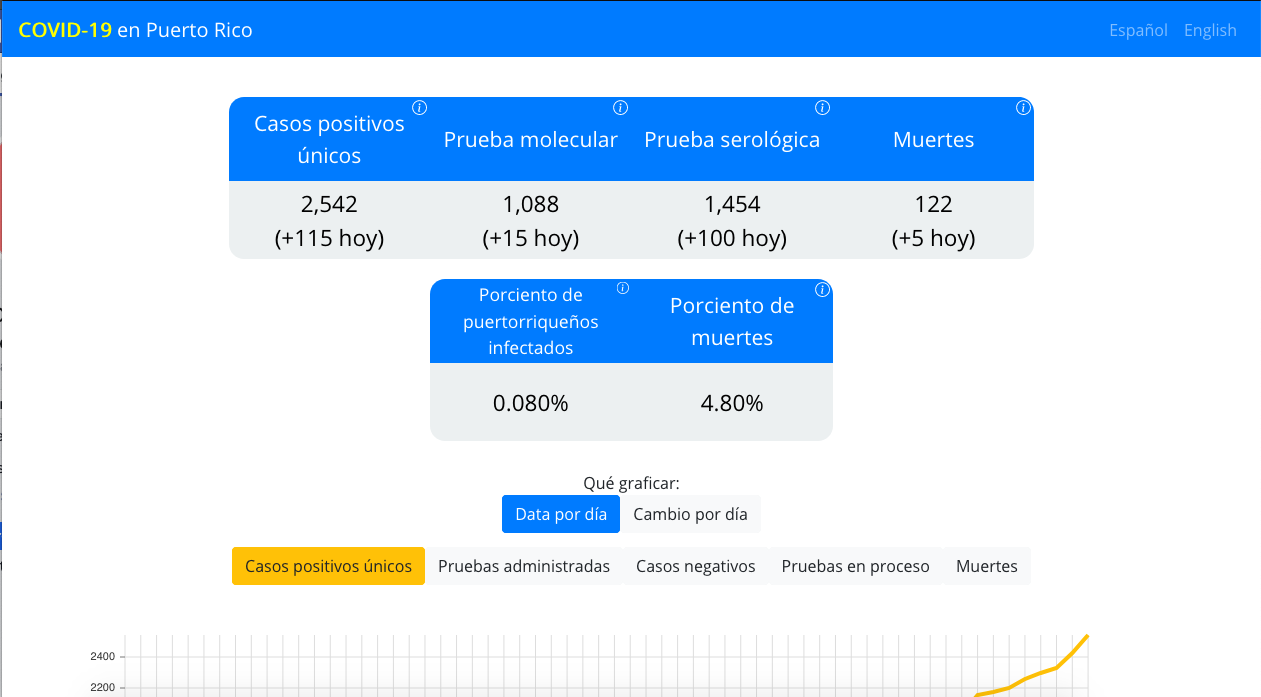 COVID-19 en Puerto Rico
Español English
Casos positivos
únicos
Prueba molecular
Prueba serológica
Muertes
2,542
(+115 hoy)
1,088
(+15 hoy)
1,454
(+100 hoy)
122
(+5 hoy)
Porciento de
puertorriqueños
infectados
Porciento de
muertes
0.080%
4.80%
Qué graficar:
Data por día Cambio por día
Casos positivos únicos Pruebas administradas Casos negativos Pruebas en proceso Muertes
2400
2200